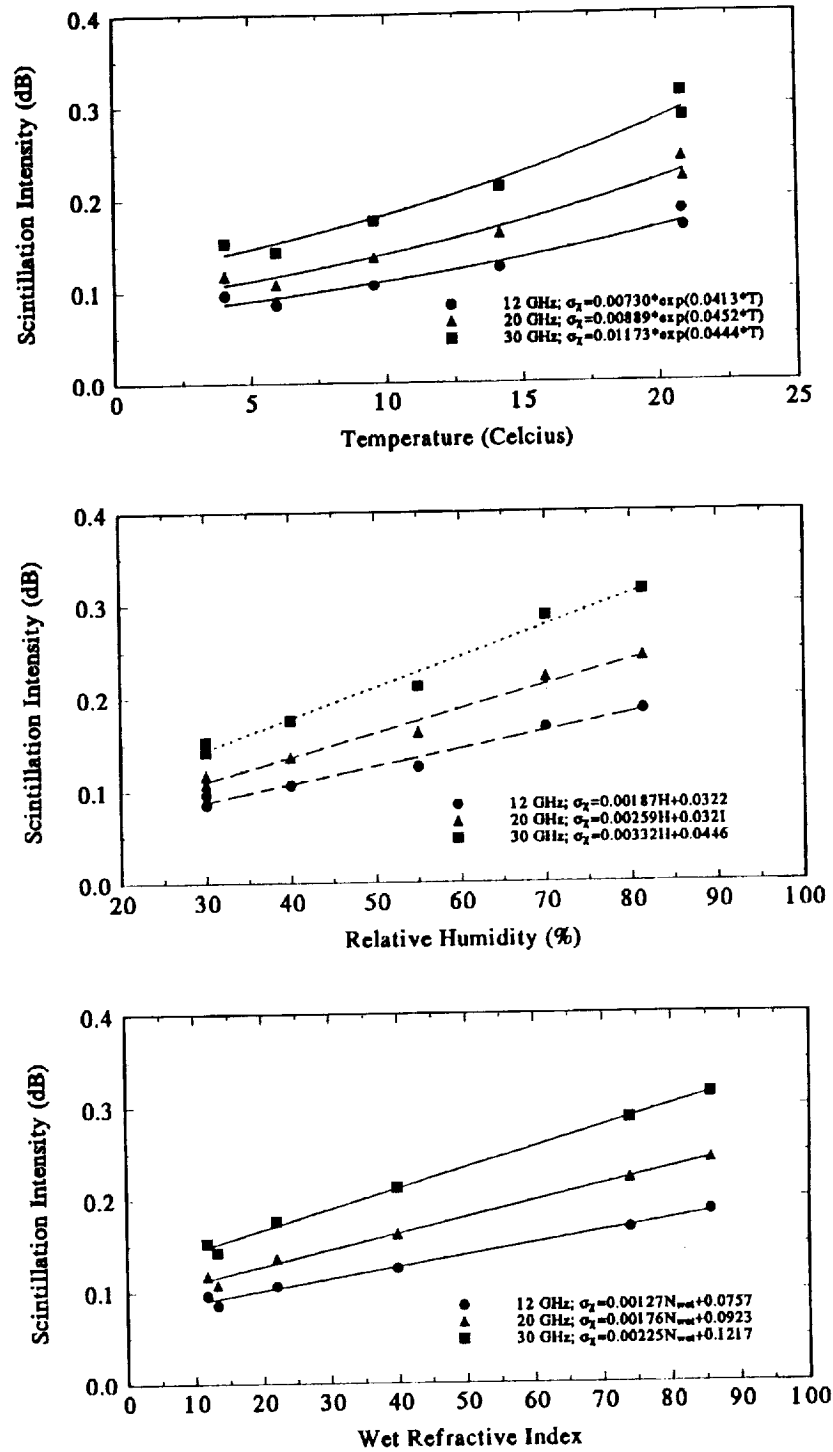 0.4
0.3
0.2
0.1
0.0
Scintillation Intensity (dB)
12 GHz; σχ=0.00730*exp(0.0413*T)
20 GHz; σχ=0.00889*exp(0.0452*T)
30 GHz; σχ=0.01173*exp(0.0444*T)
0 5 10 15 20 25
Temperature (Celcius)
0.4
0.3
0.2
0.1
0.0
Scintillation Intensity (dB)
12 GHz; σχ=0.00187H+0.0322
20 GHz; σχ=0.00259H+0.0321
30 GHz; σχ=0.00332H+0.0446
20 30 40 50 60 70 80 90 100
Relative Humidity (%)
0.4
0.3
0.2
0.1
0.0
Scintillation Intensity (dB)
12 GHz; σχ=0.00127Nwet+0.0757
20 GHz; σχ=0.00176Nwet+0.0923
30 GHz; σχ=0.00225Nwet+0.1217
0 10 20 30 40 50 60 70 80 90 100
Wet Refractive Index